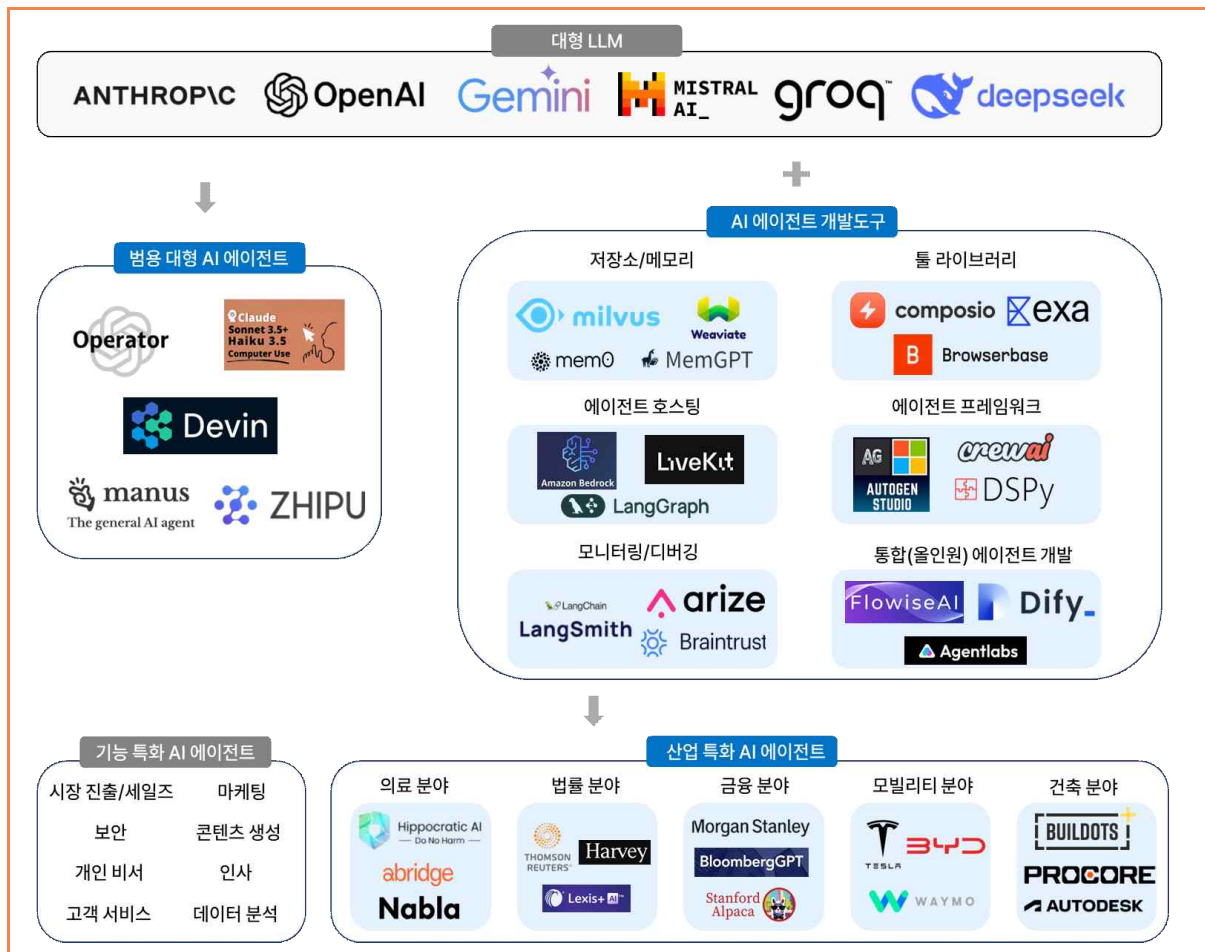 대형 LLM
ANTHROP\C
OpenAI
Gemini
MISTRAL
AI_
groq™
deepseek
범용 대형 AI 에이전트
Operator
Claude
Sonnet 3.5+
Haiku 3.5
Computer Use
Devin
manus
The general AI agent
ZHIPU
AI 에이전트 개발도구
저장소/메모리
milvus
Weaviate
mem0
MemGPT
툴 라이브러리
composio
exa
B
Browserbase
에이전트 호스팅
Amazon Bedrock
LiveKit
LangGraph
에이전트 프레임워크
AG
AUTOGEN
STUDIO
crewai
DSPy
모니터링/디버깅
LangChain
LangSmith
arize
Braintrust
통합(올인원) 에이전트 개발
FlowiseAI
Dify_
Agentlabs
기능 특화 AI 에이전트
시장 진출/세일즈 마케팅
보안 콘텐츠 생성
개인 비서 인사
고객 서비스 데이터 분석
산업 특화 AI 에이전트
의료 분야
Hippocratic AI
— Do No Harm —
abridge
Nabla
법률 분야
THOMSON
REUTERS®
Harvey
Lexis+ AI™
금융 분야
Morgan Stanley
BloombergGPT
Stanford
Alpaca
모빌리티 분야
TESLA
BYD
WAYMO
건축 분야
BUILDOTS
PROCORE
AUTODESK